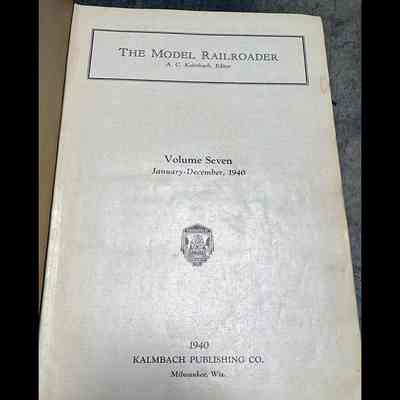 THE MODEL RAILROADER
A. C. Kalmbach, Editor
Volume Seven
January-December, 1940
1940
KALMBACH PUBLISHING CO.
Milwaukee, Wis.